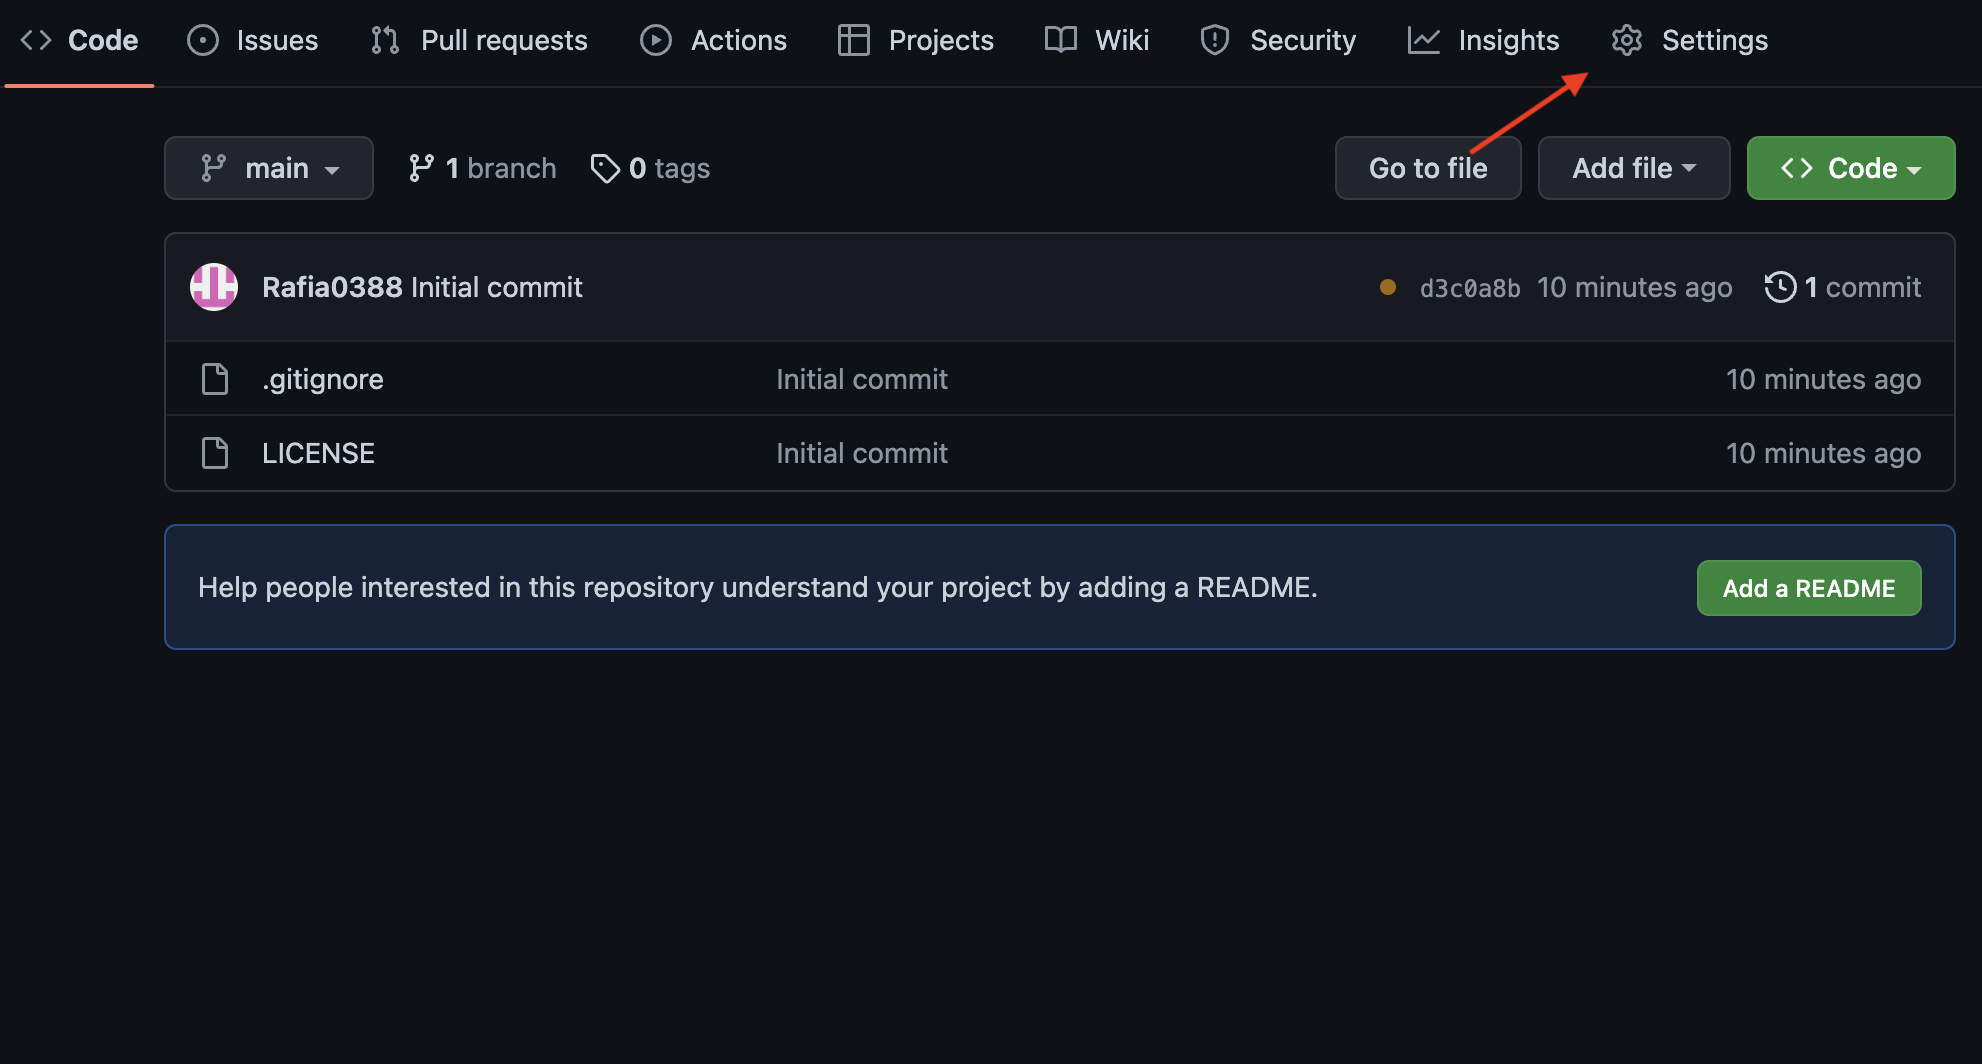 Code Issues Pull requests Actions Projects Wiki Security Insights Settings
main 1 branch 0 tags Go to file Add file Code
Rafia0388 Initial commit d3c0a8b 10 minutes ago 1 commit
.gitignore Initial commit 10 minutes ago
LICENSE Initial commit 10 minutes ago
Help people interested in this repository understand your project by adding a README. Add a README